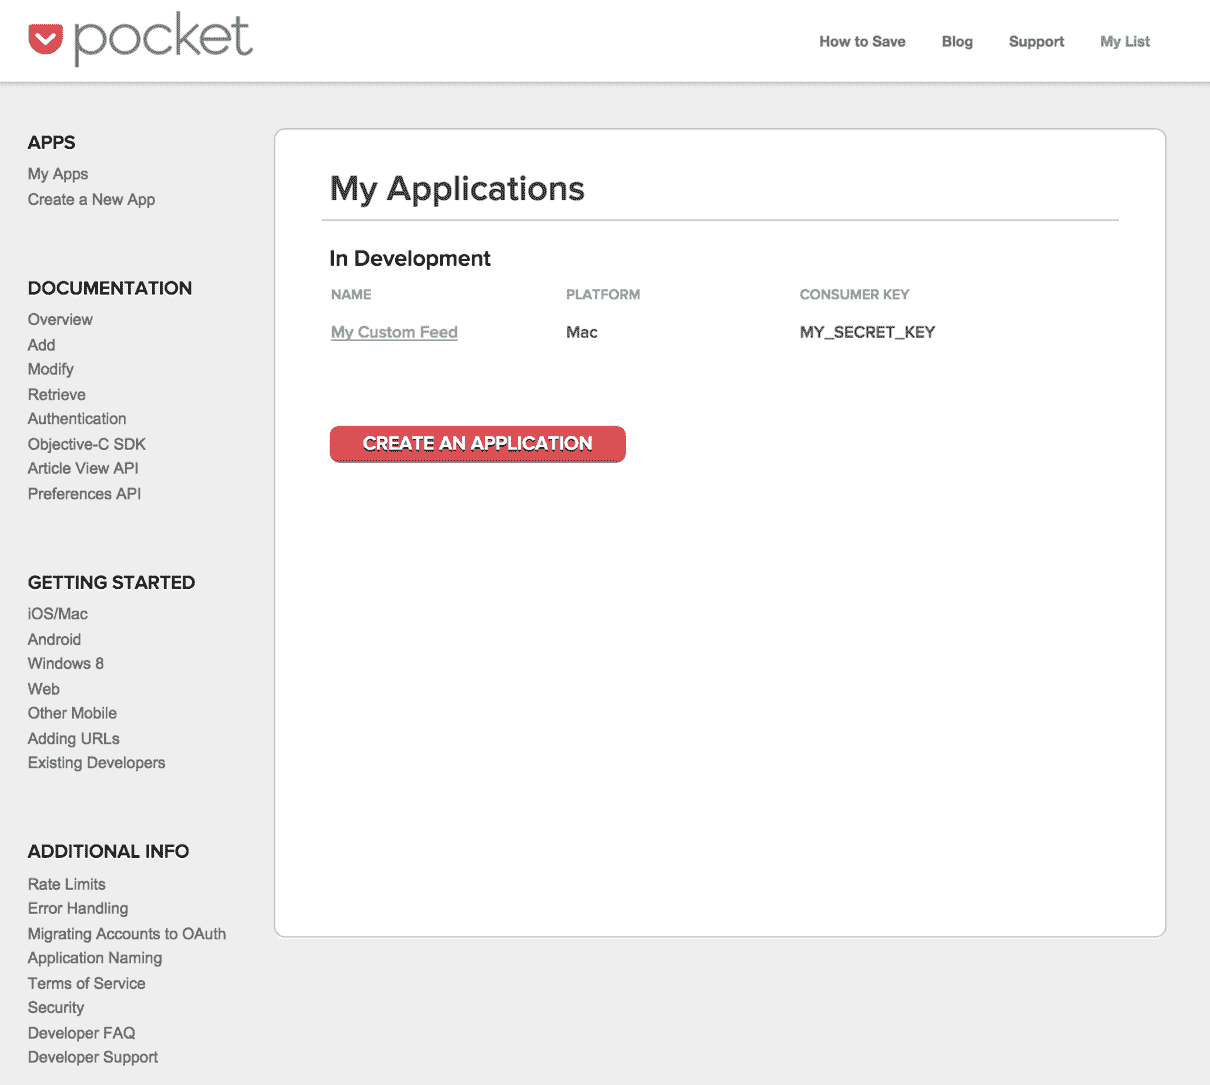 pocket
How to Save Blog Support My List
APPS
My Apps
Create a New App
DOCUMENTATION
Overview
Add
Modify
Retrieve
Authentication
Objective-C SDK
Article View API
Preferences API
GETTING STARTED
iOS/Mac
Android
Windows 8
Web
Other Mobile
Adding URLs
Existing Developers
ADDITIONAL INFO
Rate Limits
Error Handling
Migrating Accounts to OAuth
Application Naming
Terms of Service
Security
Developer FAQ
Developer Support
My Applications
In Development
NAME PLATFORM CONSUMER KEY
My Custom Feed Mac MY_SECRET_KEY
CREATE AN APPLICATION